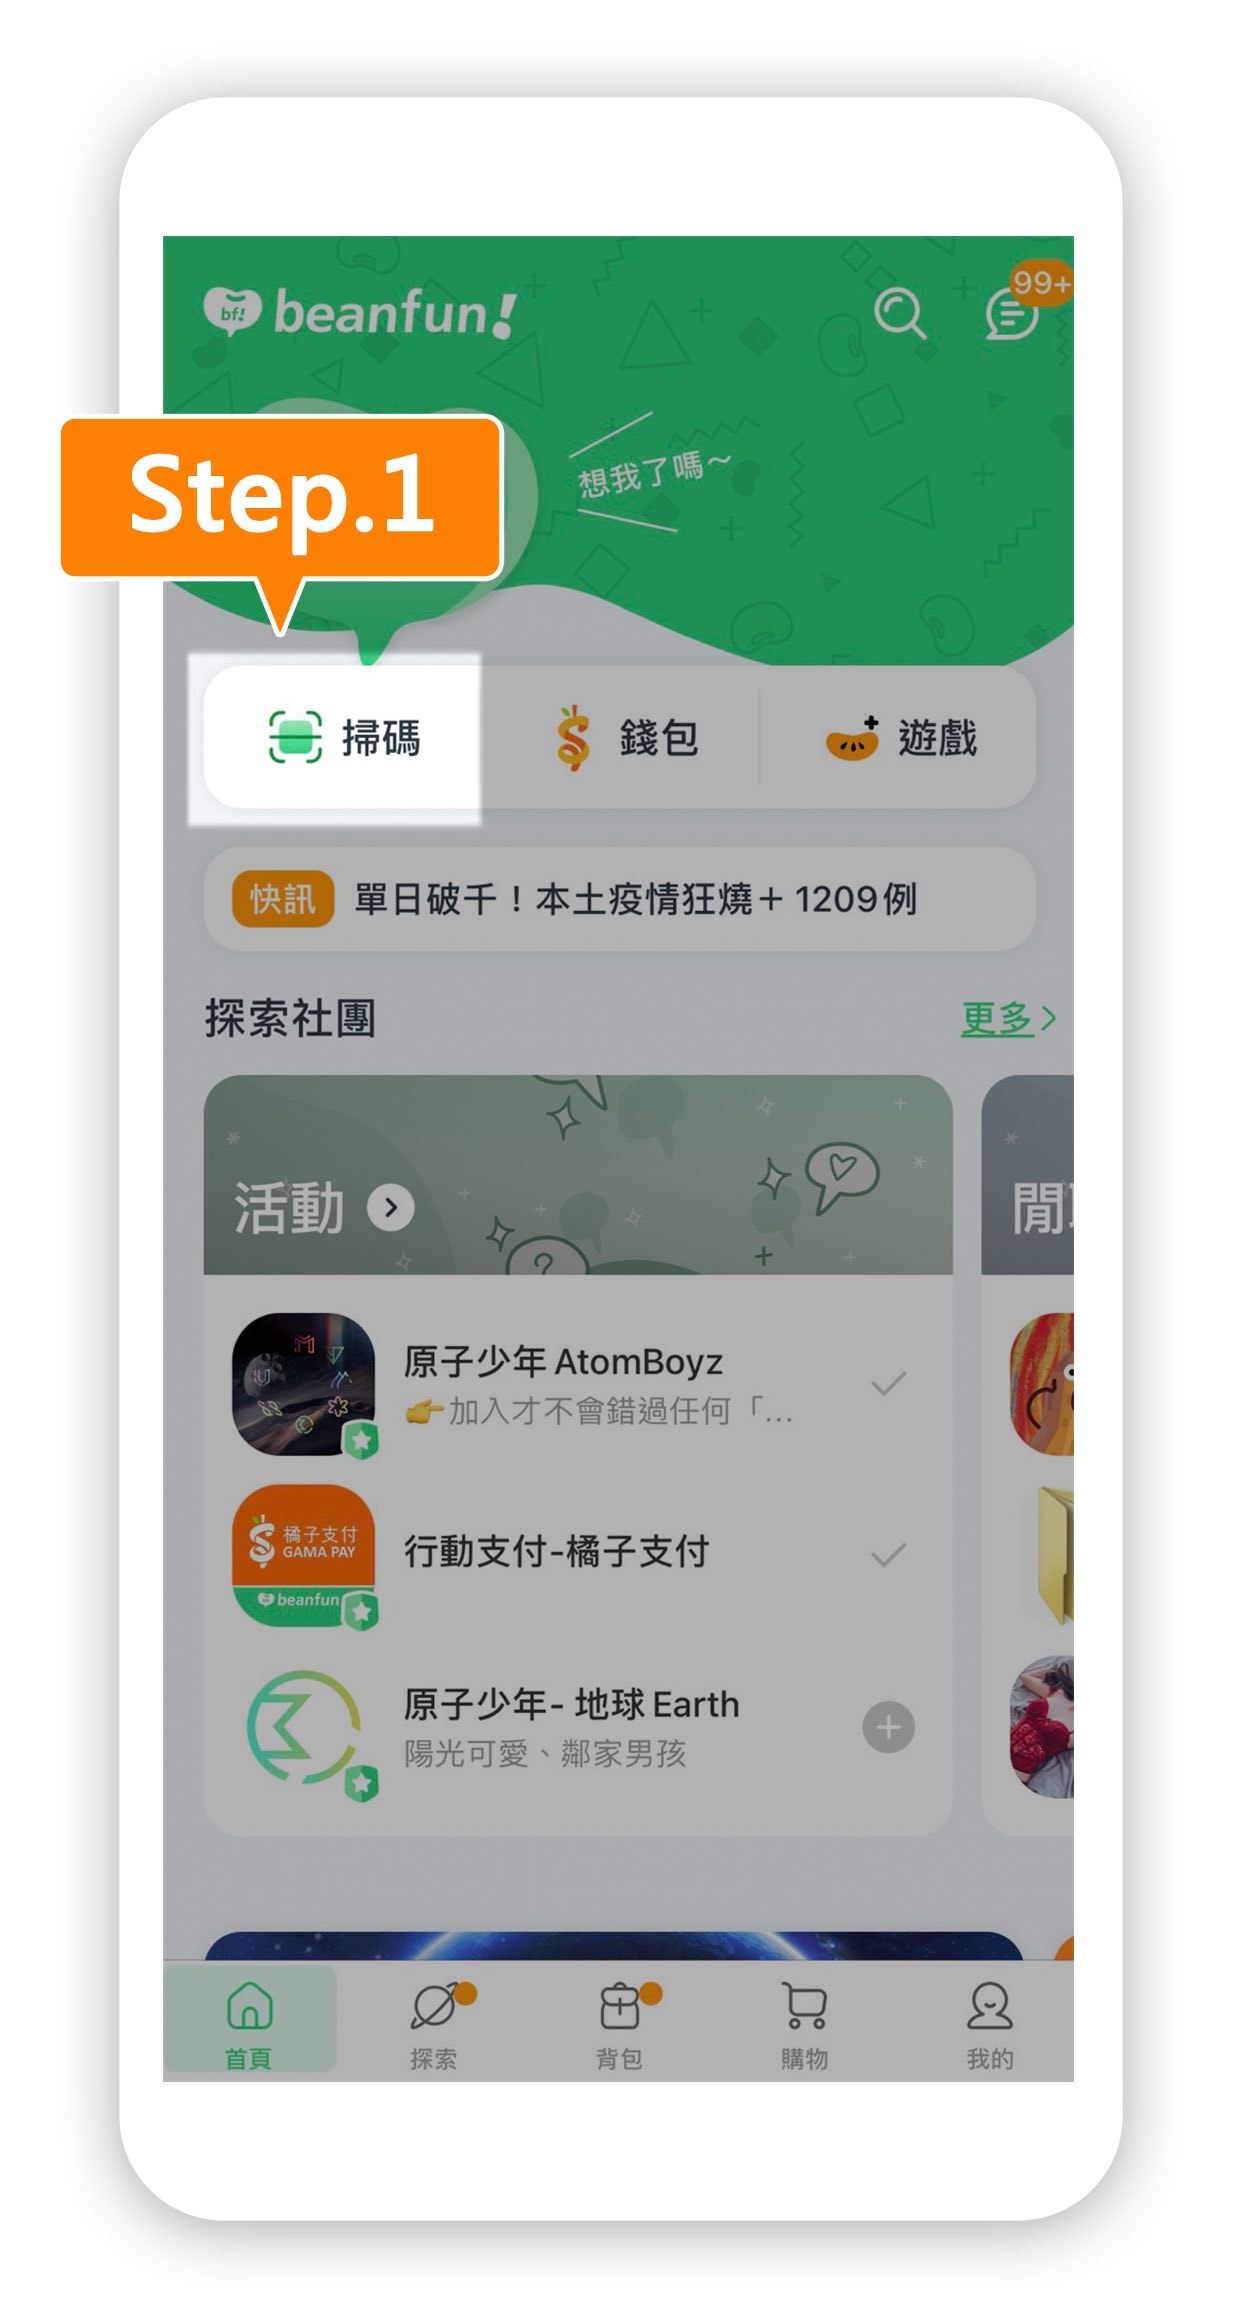 bf! beanfun!
99+
想我了嗎～
Step.1
掃碼
錢包
遊戲
快訊 單日破千！本土疫情狂燒＋1209例
探索社團
更多
活動
原子少年 AtomBoyz
👉加入才不會錯過任何「...
橘子支付
GAMA PAY
beanfun
行動支付-橘子支付
原子少年- 地球 Earth
陽光可愛、鄰家男孩
首頁
探索
背包
購物
我的